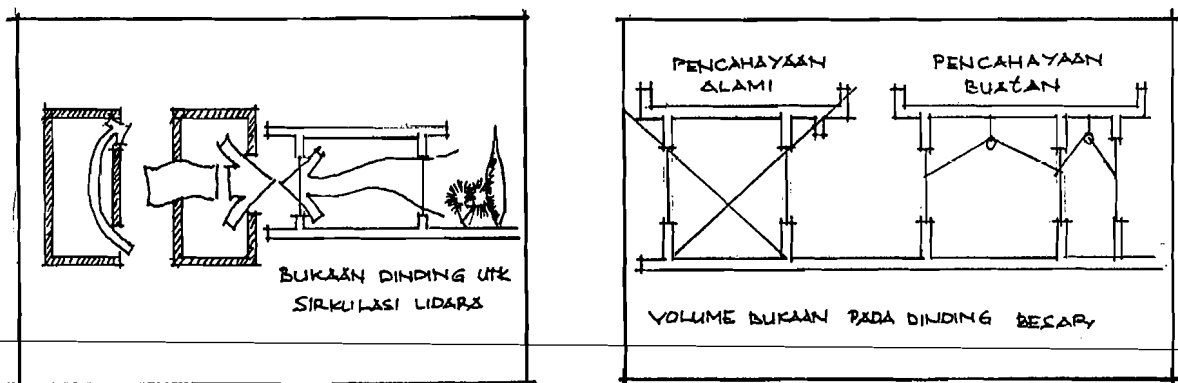 BUKAAN DINDING UTK
SIRKULASI UDARA
PENCAHAYAAN
ALAMI
PENCAHAYAAN
BUATAN
VOLUME BUKAAN PADA DINDING BESAR,